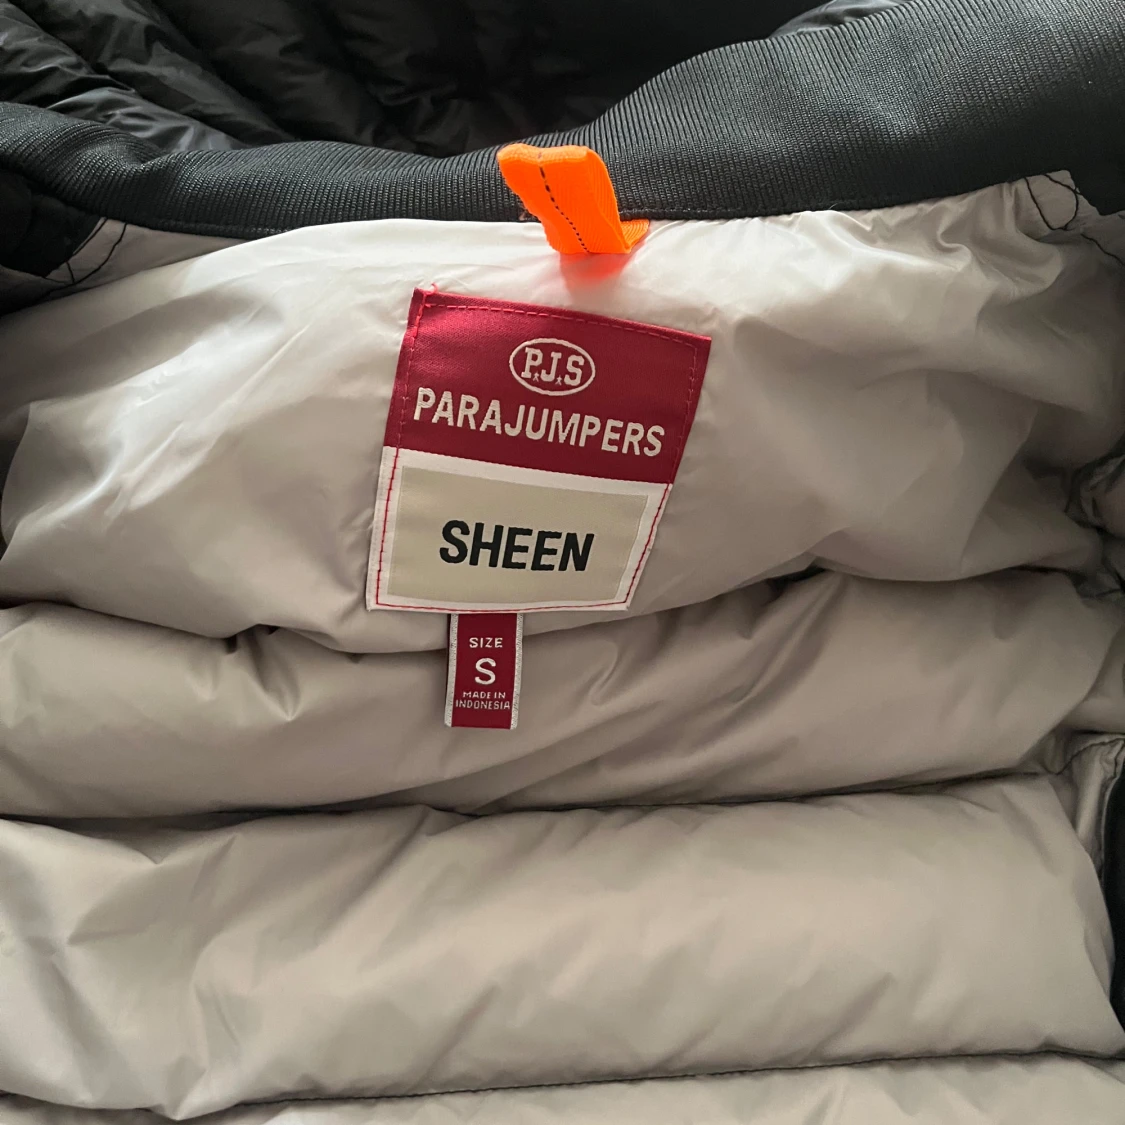 P.J.S
PARAJUMPERS
SHEEN
SIZE
S
MADE IN
INDONESIA